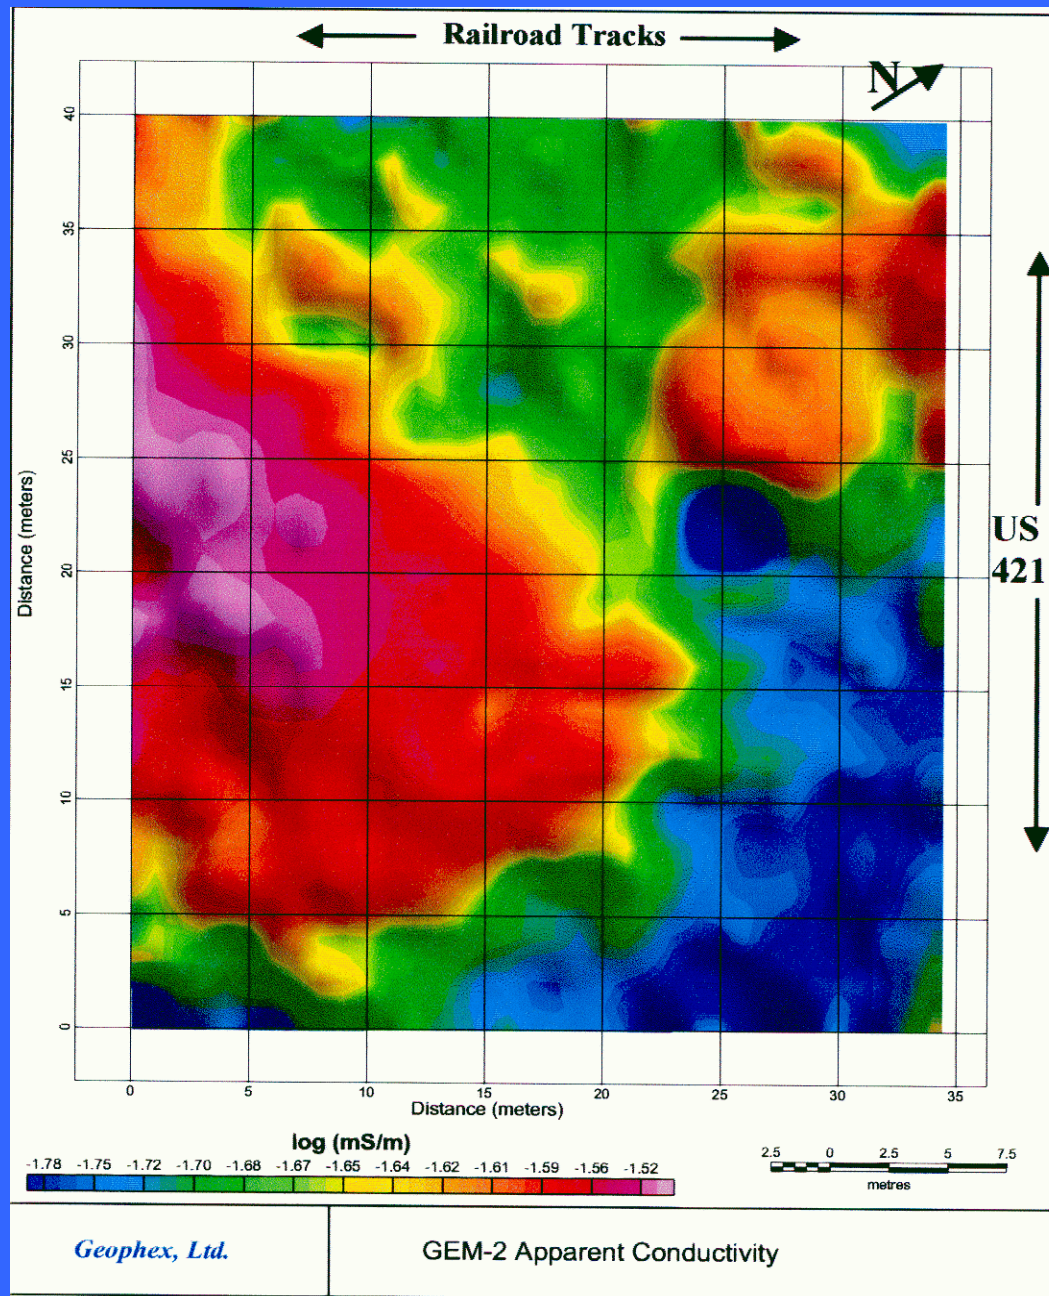 Railroad Tracks
N
40
35
30
25
20
15
10
5
0
Distance (meters)
US
421
0 5 10 15 20 25 30 35
Distance (meters)
log (mS/m)
-1.78 -1.75 -1.72 -1.70 -1.68 -1.67 -1.65 -1.64 -1.62 -1.61 -1.59 -1.56 -1.52
2.5 0 2.5 5 7.5
metres
Geophex, Ltd.
GEM-2 Apparent Conductivity